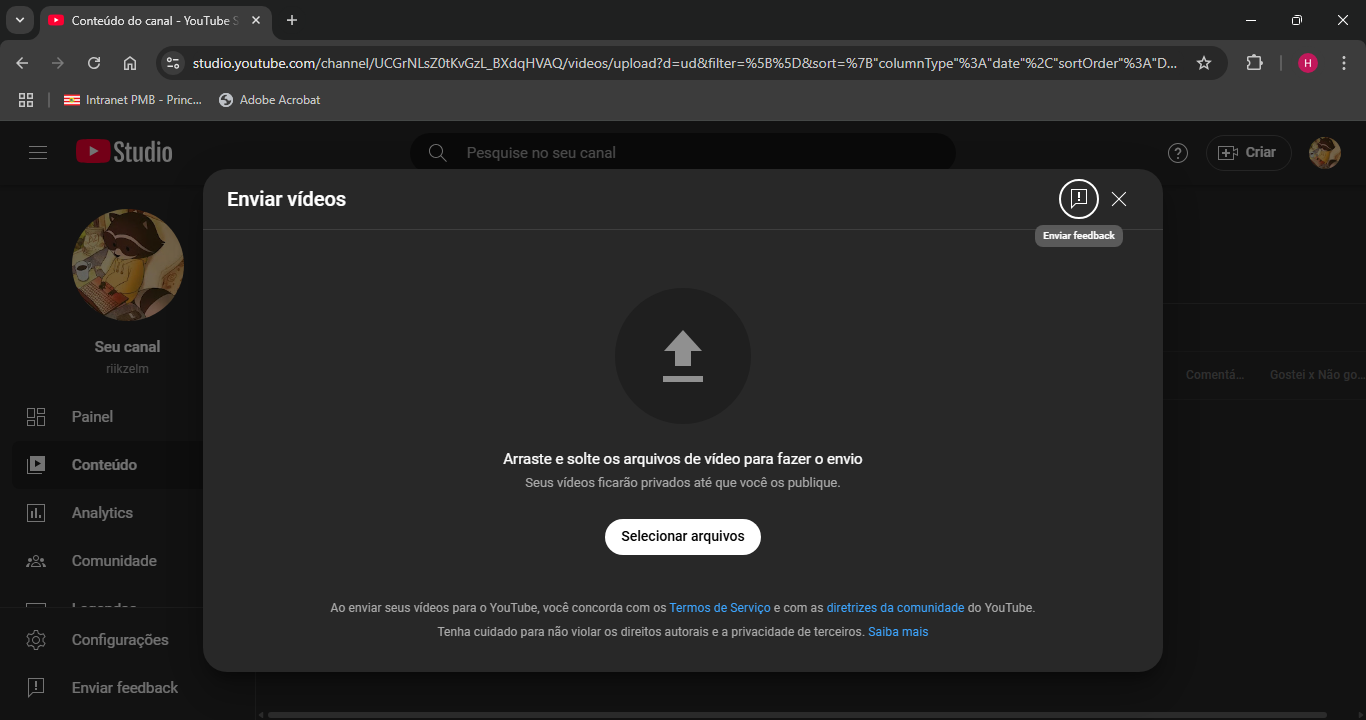 Conteúdo do canal - YouTube S
studio.youtube.com/channel/UCGrNLsZ0tKvGzL_BXdqHVAQ/videos/upload?d=ud&filter=%5B%5D&sort=%7B"columnType"%3A"date"%2C"sortOrder"%3A"D...
H
Intranet PMB - Princ...
Adobe Acrobat
Studio
Pesquise no seu canal
Criar
Enviar vídeos
Enviar feedback
Seu canal
riikzelm
Comentá...
Gostei x Não go...
Painel
Conteúdo
Analytics
Comunidade
Configurações
Enviar feedback
Arraste e solte os arquivos de vídeo para fazer o envio
Seus vídeos ficarão privados até que você os publique.
Selecionar arquivos
Ao enviar seus vídeos para o YouTube, você concorda com os Termos de Serviço e com as diretrizes da comunidade do YouTube.
Tenha cuidado para não violar os direitos autorais e a privacidade de terceiros. Saiba mais